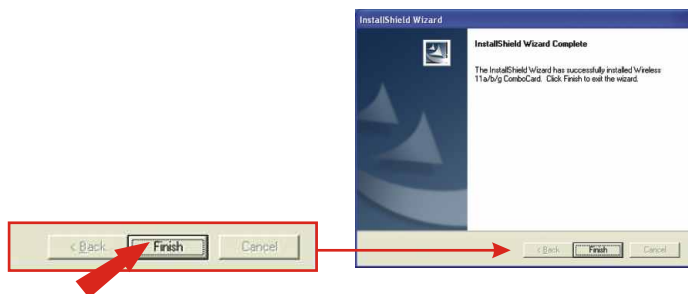 InstallShield Wizard
InstallShield Wizard Complete
The InstallShield Wizard has successfully installed Wireless
11a/b/g ComboCard. Click Finish to exit the wizard.
< Back Finish Cancel
< Back Finish Cancel